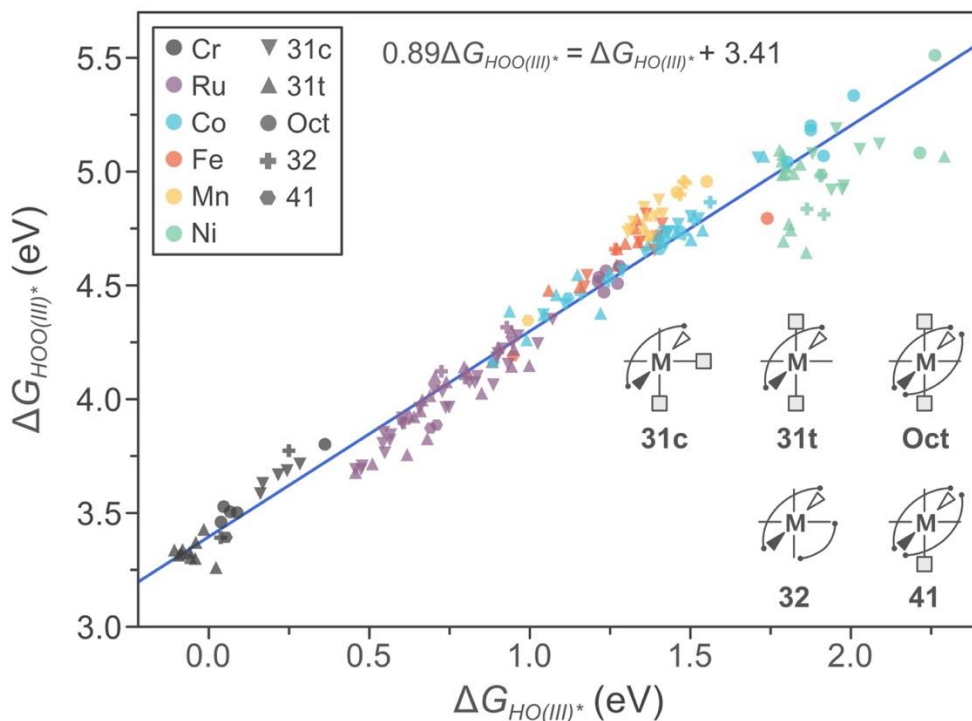 0.89ΔG_HOO(III)* = ΔG_HO(III)* + 3.41
Cr 31c
Ru 31t
Co Oct
Fe 32
Mn 41
Ni
5.5
5.0
4.5
4.0
3.5
3.0
ΔG_HOO(III)* (eV)
M M M
31c 31t Oct
M M
32 41
0.0 0.5 1.0 1.5 2.0
ΔG_HO(III)* (eV)